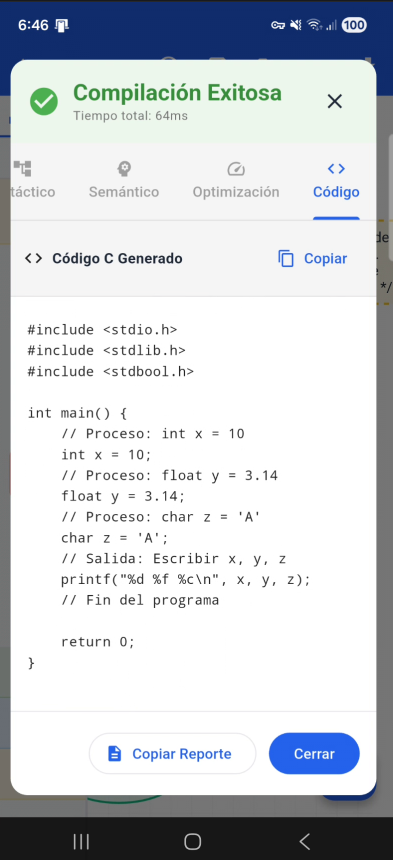 6:46
100
Compilación Exitosa
Tiempo total: 64ms
táctico
Semántico
Optimización
Código
Código C Generado
Copiar
de
*/
#include <stdio.h>
#include <stdlib.h>
#include <stdbool.h>
int main() {
    // Proceso: int x = 10
    int x = 10;
    // Proceso: float y = 3.14
    float y = 3.14;
    // Proceso: char z = 'A'
    char z = 'A';
    // Salida: Escribir x, y, z
    printf("%d %f %c\n", x, y, z);
    // Fin del programa
    return 0;
}
Copiar Reporte
Cerrar